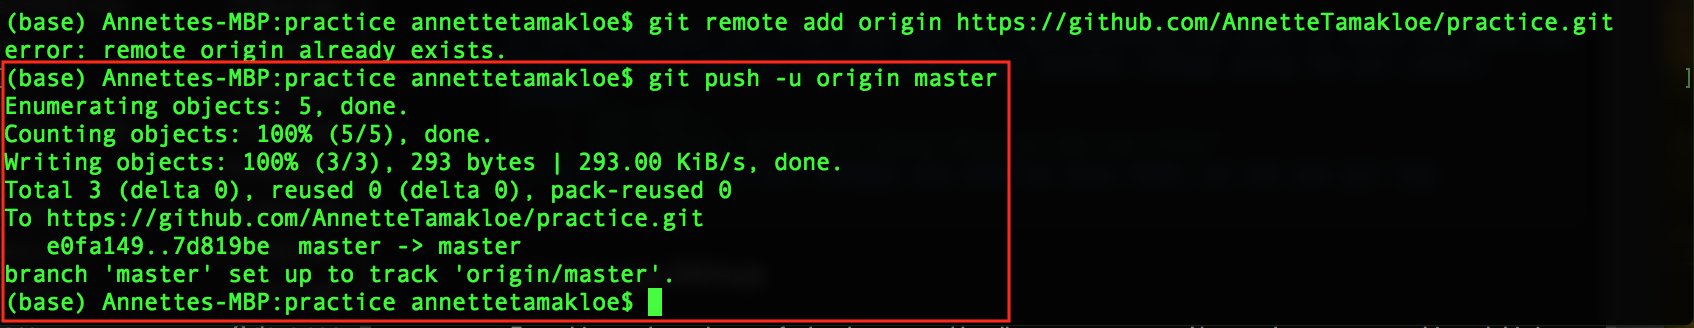 (base) Annettes-MBP:practice annettetamakloe$ git remote add origin https://github.com/AnnetteTamakloe/practice.git
error: remote origin already exists.
(base) Annettes-MBP:practice annettetamakloe$ git push -u origin master
Enumerating objects: 5, done.
Counting objects: 100% (5/5), done.
Writing objects: 100% (3/3), 293 bytes | 293.00 KiB/s, done.
Total 3 (delta 0), reused 0 (delta 0), pack-reused 0
To https://github.com/AnnetteTamakloe/practice.git
   e0fa149..7d819be  master -> master
branch 'master' set up to track 'origin/master'.
(base) Annettes-MBP:practice annettetamakloe$